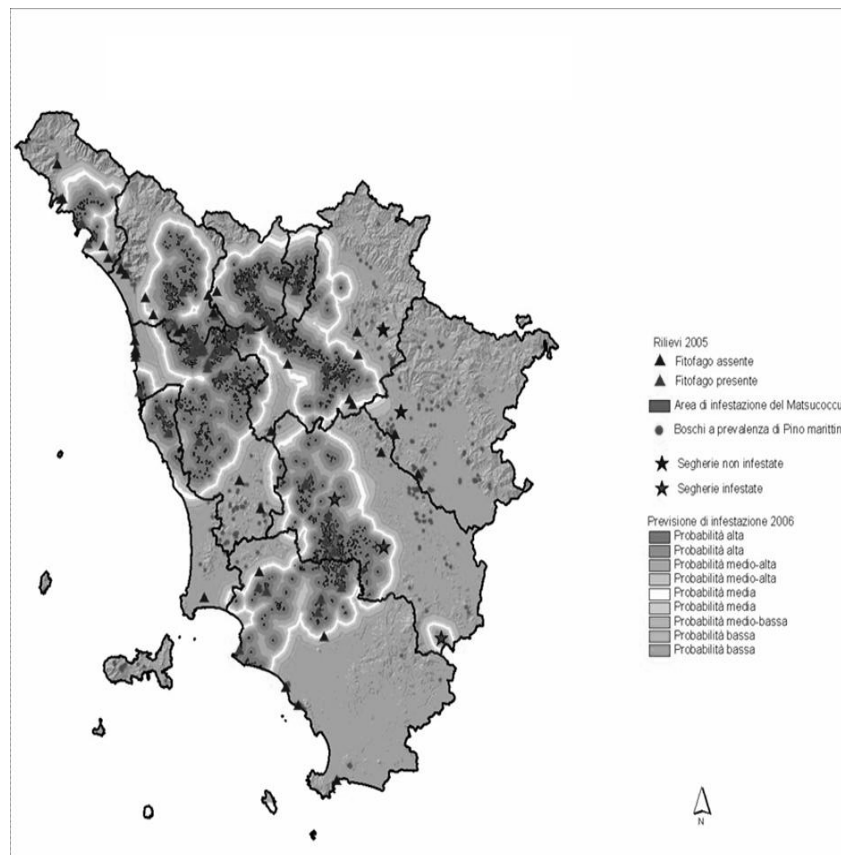 Rilievi 2005
Fitofago assente
Fitofago presente
Area di infestazione del Matsucoccu
Boschi a prevalenza di Pino marittim
Segherie non infestate
Segherie infestate
Previsione di infestazione 2006
Probabilità alta
Probabilità alta
Probabilità medio-alta
Probabilità medio-alta
Probabilità media
Probabilità media
Probabilità medio-bassa
Probabilità bassa
Probabilità bassa
N